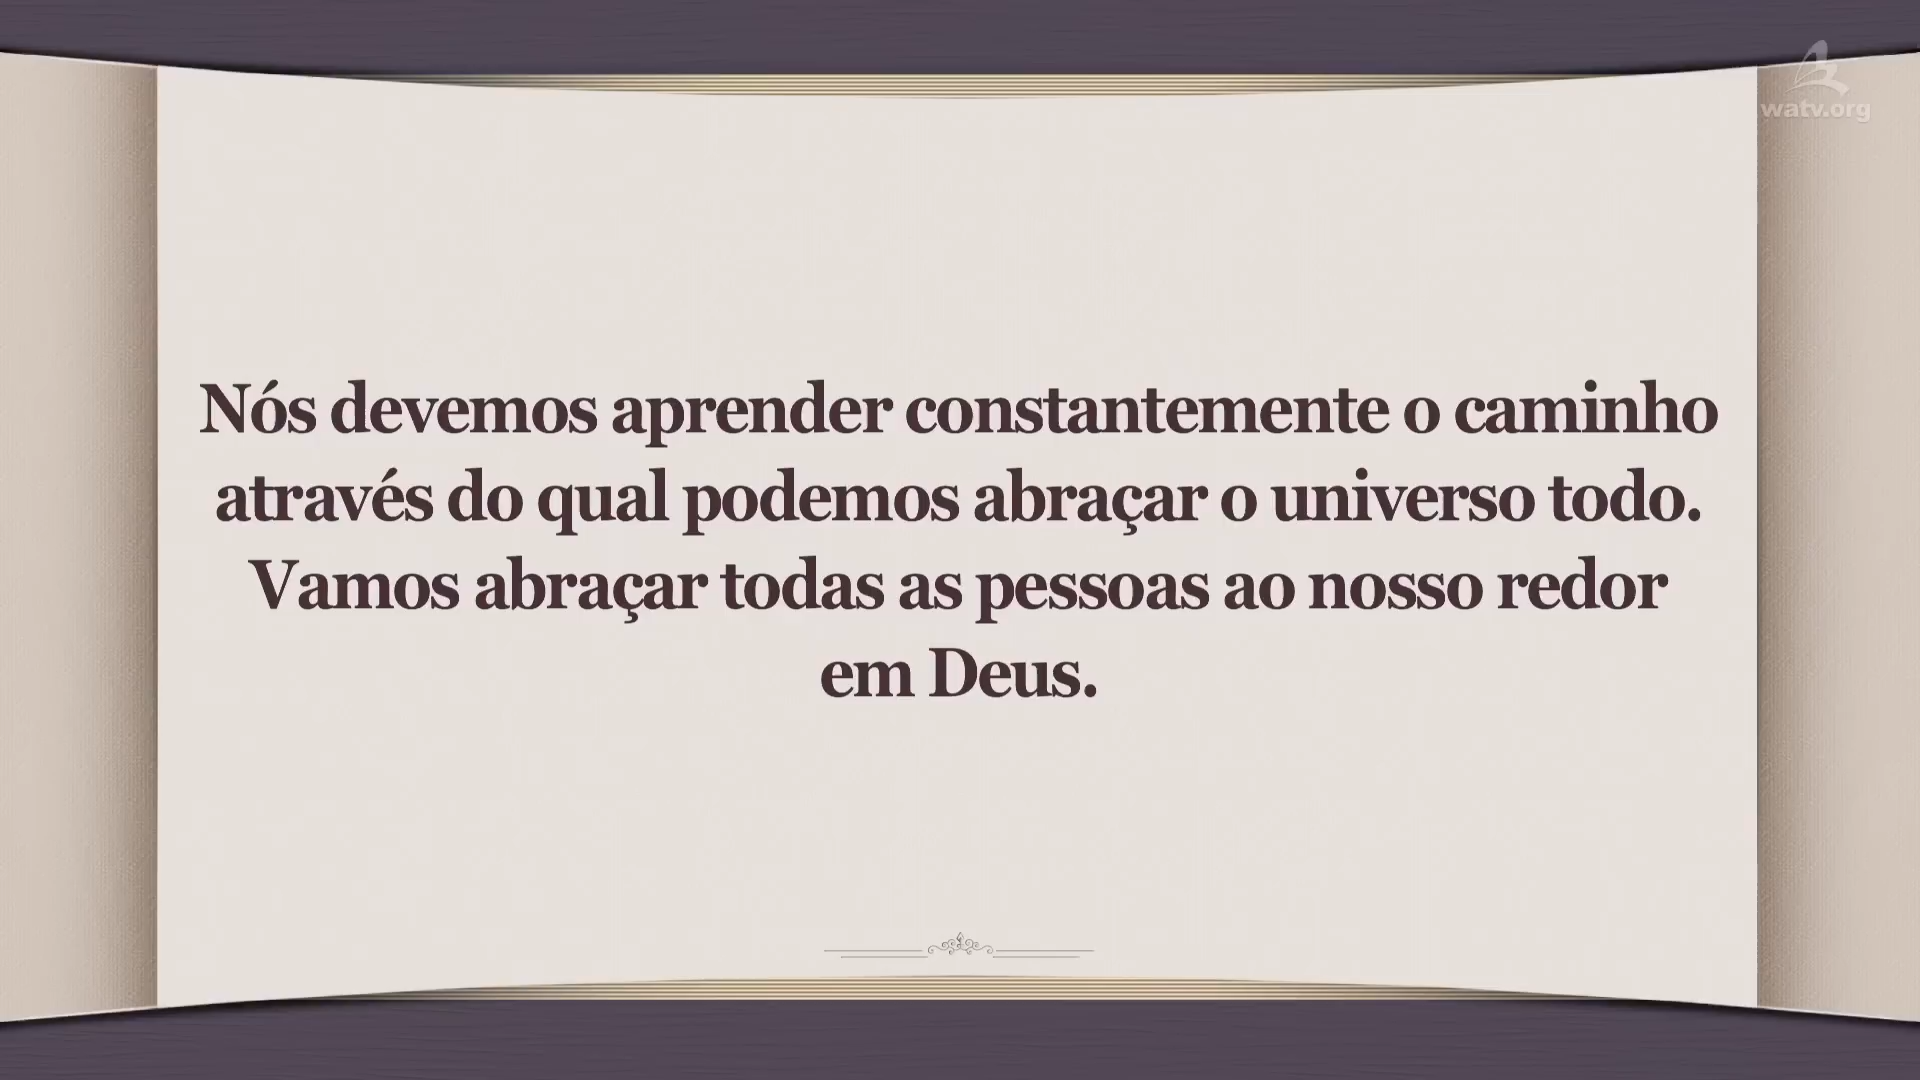 watv.org
Nós devemos aprender constantemente o caminho
através do qual podemos abraçar o universo todo.
Vamos abraçar todas as pessoas ao nosso redor
em Deus.